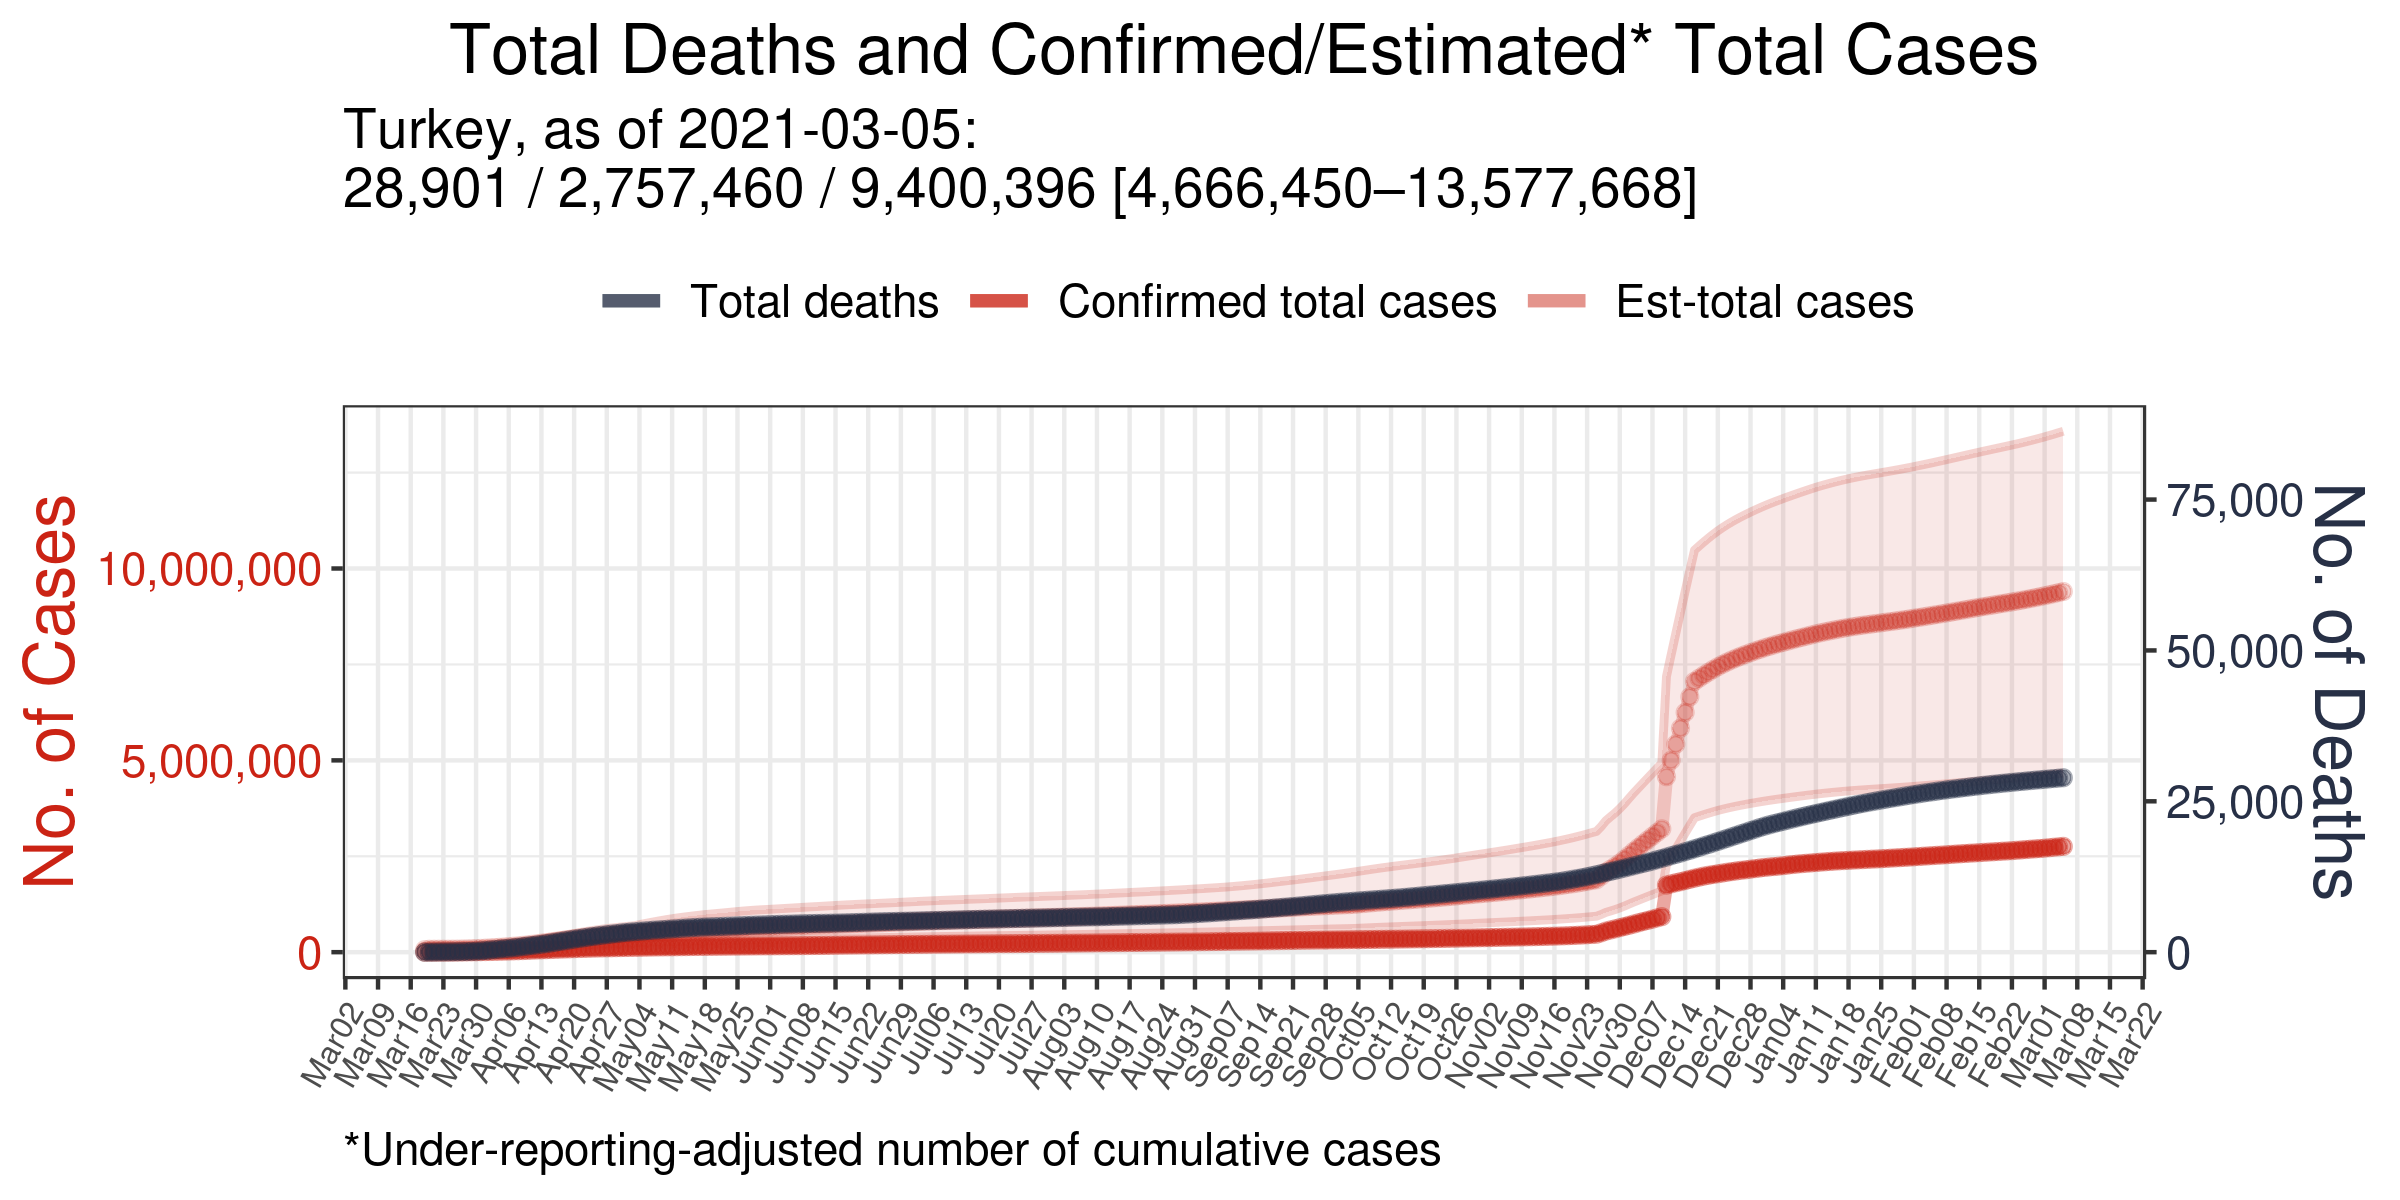 Total Deaths and Confirmed/Estimated* Total Cases
Turkey, as of 2021-03-05:
28,901 / 2,757,460 / 9,400,396 [4,666,450–13,577,668]
Total deaths
Confirmed total cases
Est-total cases
No. of Cases
10,000,000
5,000,000
0
75,000
50,000
25,000
0
No. of Deaths
Mar02
Mar09
Mar16
Mar23
Mar30
Apr06
Apr13
Apr20
Apr27
May04
May11
May18
May25
Jun01
Jun08
Jun15
Jun22
Jun29
Jul06
Jul13
Jul20
Jul27
Aug03
Aug10
Aug17
Aug24
Aug31
Sep07
Sep14
Sep21
Sep28
Oct05
Oct12
Oct19
Oct26
Nov02
Nov09
Nov16
Nov23
Nov30
Dec07
Dec14
Dec21
Dec28
Jan04
Jan11
Jan18
Jan25
Feb01
Feb08
Feb15
Feb22
Mar01
Mar08
Mar15
Mar22
*Under-reporting-adjusted number of cumulative cases